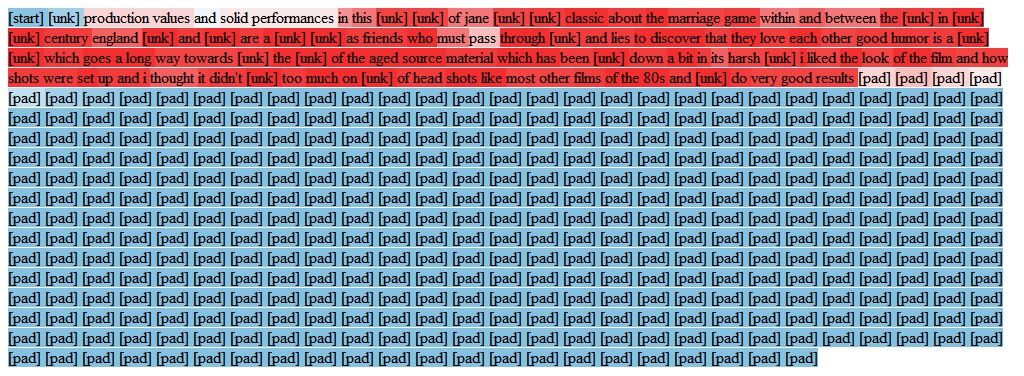 [start] [unk] production values and solid performances in this [unk] [unk] of jane [unk] [unk] classic about the marriage game within and between the [unk] in [unk]
[unk] century england [unk] and [unk] are a [unk] [unk] as friends who must pass through [unk] and lies to discover that they love each other good humor is a [unk]
[unk] which goes a long way towards [unk] the [unk] of the aged source material which has been [unk] down a bit in its harsh [unk] i liked the look of the film and how
shots were set up and i thought it didn't [unk] too much on [unk] of head shots like most other films of the 80s and [unk] do very good results [pad] [pad] [pad] [pad]
[pad] [pad] [pad] [pad] [pad] [pad] [pad] [pad] [pad] [pad] [pad] [pad] [pad] [pad] [pad] [pad] [pad] [pad] [pad] [pad] [pad] [pad] [pad] [pad] [pad] [pad] [pad]
[pad] [pad] [pad] [pad] [pad] [pad] [pad] [pad] [pad] [pad] [pad] [pad] [pad] [pad] [pad] [pad] [pad] [pad] [pad] [pad] [pad] [pad] [pad] [pad] [pad] [pad] [pad]
[pad] [pad] [pad] [pad] [pad] [pad] [pad] [pad] [pad] [pad] [pad] [pad] [pad] [pad] [pad] [pad] [pad] [pad] [pad] [pad] [pad] [pad] [pad] [pad] [pad] [pad] [pad]
[pad] [pad] [pad] [pad] [pad] [pad] [pad] [pad] [pad] [pad] [pad] [pad] [pad] [pad] [pad] [pad] [pad] [pad] [pad] [pad] [pad] [pad] [pad] [pad] [pad] [pad] [pad]
[pad] [pad] [pad] [pad] [pad] [pad] [pad] [pad] [pad] [pad] [pad] [pad] [pad] [pad] [pad] [pad] [pad] [pad] [pad] [pad] [pad] [pad] [pad] [pad] [pad] [pad] [pad]
[pad] [pad] [pad] [pad] [pad] [pad] [pad] [pad] [pad] [pad] [pad] [pad] [pad] [pad] [pad] [pad] [pad] [pad] [pad] [pad] [pad] [pad] [pad] [pad] [pad] [pad] [pad]
[pad] [pad] [pad] [pad] [pad] [pad] [pad] [pad] [pad] [pad] [pad] [pad] [pad] [pad] [pad] [pad] [pad] [pad] [pad] [pad] [pad] [pad] [pad] [pad] [pad] [pad] [pad]
[pad] [pad] [pad] [pad] [pad] [pad] [pad] [pad] [pad] [pad] [pad] [pad] [pad] [pad] [pad] [pad] [pad] [pad] [pad] [pad] [pad] [pad] [pad] [pad] [pad] [pad] [pad]
[pad] [pad] [pad] [pad] [pad] [pad] [pad] [pad] [pad] [pad] [pad] [pad] [pad] [pad] [pad] [pad] [pad] [pad] [pad] [pad] [pad] [pad] [pad] [pad] [pad] [pad] [pad]
[pad] [pad] [pad] [pad] [pad] [pad] [pad] [pad] [pad] [pad] [pad] [pad] [pad] [pad] [pad] [pad] [pad] [pad] [pad] [pad] [pad] [pad] [pad] [pad] [pad] [pad] [pad]
[pad] [pad] [pad] [pad] [pad] [pad] [pad] [pad] [pad] [pad] [pad] [pad] [pad] [pad] [pad] [pad] [pad] [pad] [pad] [pad] [pad] [pad] [pad] [pad] [pad] [pad] [pad]
[pad] [pad] [pad] [pad] [pad] [pad] [pad] [pad] [pad] [pad] [pad] [pad] [pad] [pad] [pad] [pad] [pad] [pad] [pad] [pad] [pad] [pad] [pad] [pad] [pad] [pad] [pad]
[pad] [pad] [pad] [pad] [pad] [pad] [pad] [pad] [pad] [pad] [pad] [pad] [pad] [pad] [pad] [pad] [pad] [pad] [pad] [pad] [pad] [pad] [pad] [pad] [pad] [pad] [pad]
[pad] [pad] [pad] [pad] [pad] [pad] [pad] [pad] [pad] [pad] [pad] [pad] [pad] [pad] [pad] [pad] [pad] [pad] [pad] [pad] [pad] [pad]